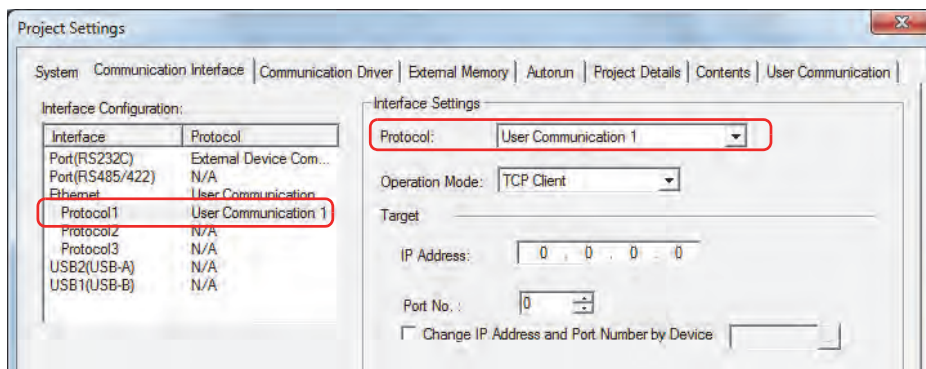 Project Settings
System Communication Interface Communication Driver External Memory Autorun Project Details Contents User Communication
Interface Configuration:
Interface Protocol
Port(RS232C) External Device Com...
Port(RS485/422) N/A
Ethernet User Communication
Protocol1 User Communication 1
Protocol2 N/A
Protocol3 N/A
USB2(USB-A) N/A
USB1(USB-B) N/A
Interface Settings
Protocol: User Communication 1
Operation Mode: TCP Client
Target
IP Address: 0 . 0 . 0 . 0
Port No. : 0
Change IP Address and Port Number by Device ...